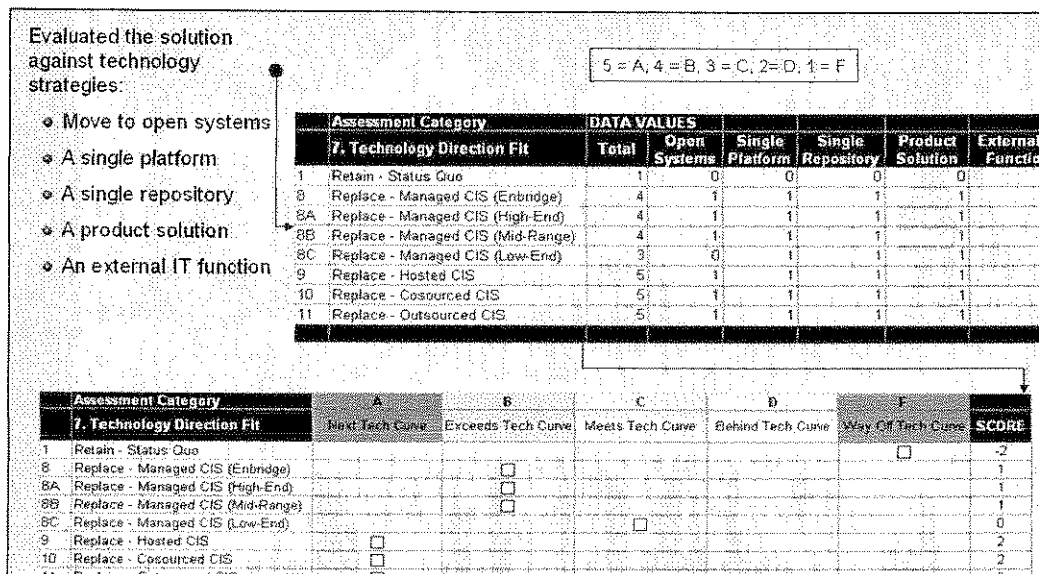 Evaluated the solution
against technology
strategies:
Move to open systems
A single platform
A single repository
A product solution
An external IT function
5 = A, 4 = B, 3 = C, 2= D, 1 = F
Assessment Category DATA VALUES
7. Technology Direction Fit Total Open Systems Single Platform Single Repository Product Solution External Functi
1 Retain - Status Quo 1 0 0 0 0
8 Replace - Managed CIS (Enbridge) 4 1 1 1 1
8A Replace - Managed CIS (High-End) 4 1 1 1 1
8B Replace - Managed CIS (Mid-Range) 4 1 1 1 1
8C Replace - Managed CIS (Low-End) 3 0 1 1 1
9 Replace - Hosted CIS 5 1 1 1 1
10 Replace - Cosourced CIS 5 1 1 1 1
11 Replace - Outsourced CIS 5 1 1 1 1
Assessment Category A B C D F
7. Technology Direction Fit Next Tech Curve Exceeds Tech Curve Meets Tech Curve Behind Tech Curve Way Off Tech Curve SCORE
1 Retain - Status Quo -2
8 Replace - Managed CIS (Enbridge) 1
8A Replace - Managed CIS (High-End) 1
8B Replace - Managed CIS (Mid-Range) 1
8C Replace - Managed CIS (Low-End) 0
9 Replace - Hosted CIS 2
10 Replace - Cosourced CIS 2